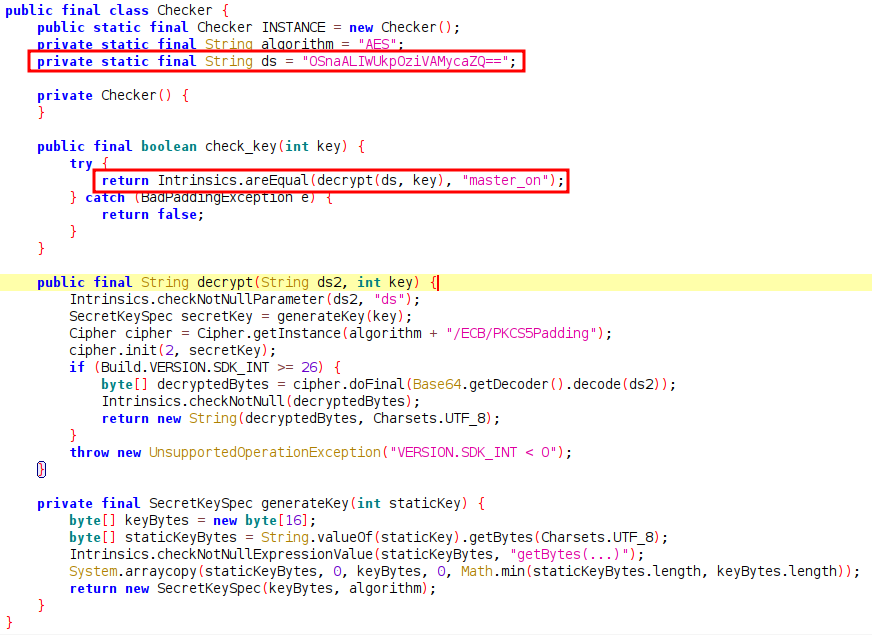 public final class Checker {
    public static final Checker INSTANCE = new Checker();
    private static final String algorithm = "AES";
    private static final String ds = "OSnaALIWUkpOziVAMycaZQ==";

    private Checker() {
    }

    public final boolean check_key(int key) {
        try {
            return Intrinsics.areEqual(decrypt(ds, key), "master_on");
        } catch (BadPaddingException e) {
            return false;
        }
    }

    public final String decrypt(String ds2, int key) {
        Intrinsics.checkNotNullParameter(ds2, "ds");
        SecretKeySpec secretKey = generateKey(key);
        Cipher cipher = Cipher.getInstance(algorithm + "/ECB/PKCS5Padding");
        cipher.init(2, secretKey);
        if (Build.VERSION.SDK_INT >= 26) {
            byte[] decryptedBytes = cipher.doFinal(Base64.getDecoder().decode(ds2));
            Intrinsics.checkNotNull(decryptedBytes);
            return new String(decryptedBytes, Charsets.UTF_8);
        }
        throw new UnsupportedOperationException("VERSION.SDK_INT < O");
    }

    private final SecretKeySpec generateKey(int staticKey) {
        byte[] keyBytes = new byte[16];
        byte[] staticKeyBytes = String.valueOf(staticKey).getBytes(Charsets.UTF_8);
        Intrinsics.checkNotNullExpressionValue(staticKeyBytes, "getBytes(...)");
        System.arraycopy(staticKeyBytes, 0, keyBytes, 0, Math.min(staticKeyBytes.length, keyBytes.length));
        return new SecretKeySpec(keyBytes, algorithm);
    }
}